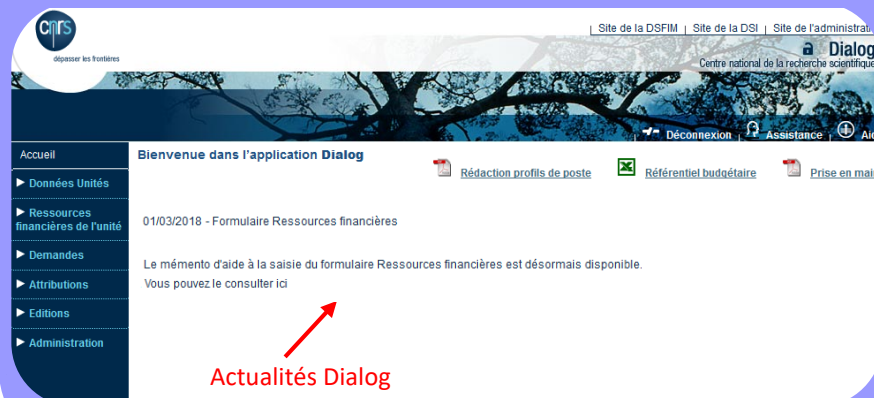 cnrs
dépasser les frontières
| Site de la DSFIM | Site de la DSI | Site de l'administrat
Dialog
Centre national de la recherche scientifique
Déconnexion | Assistance | Aid
Accueil
Bienvenue dans l'application Dialog
Rédaction profils de poste
Référentiel budgétaire
Prise en main
► Données Unités
► Ressources
financières de l'unité
► Demandes
► Attributions
► Editions
► Administration
01/03/2018 - Formulaire Ressources financières
Le mémento d'aide à la saisie du formulaire Ressources financières est désormais disponible.
Vous pouvez le consulter ici
Actualités Dialog